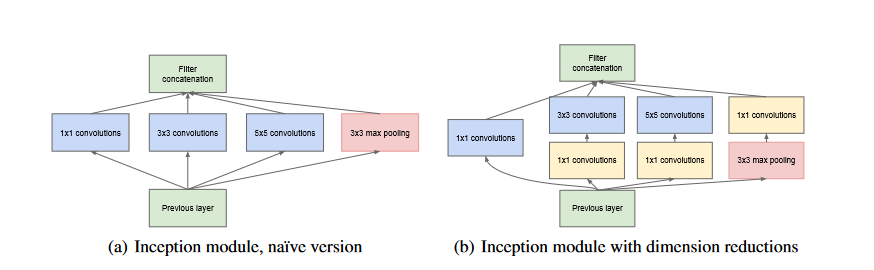 Filter
concatenation
1x1 convolutions
3x3 convolutions
5x5 convolutions
3x3 max pooling
Previous layer
(a) Inception module, naïve version
Filter
concatenation
3x3 convolutions
5x5 convolutions
1x1 convolutions
1x1 convolutions
1x1 convolutions
1x1 convolutions
3x3 max pooling
Previous layer
(b) Inception module with dimension reductions